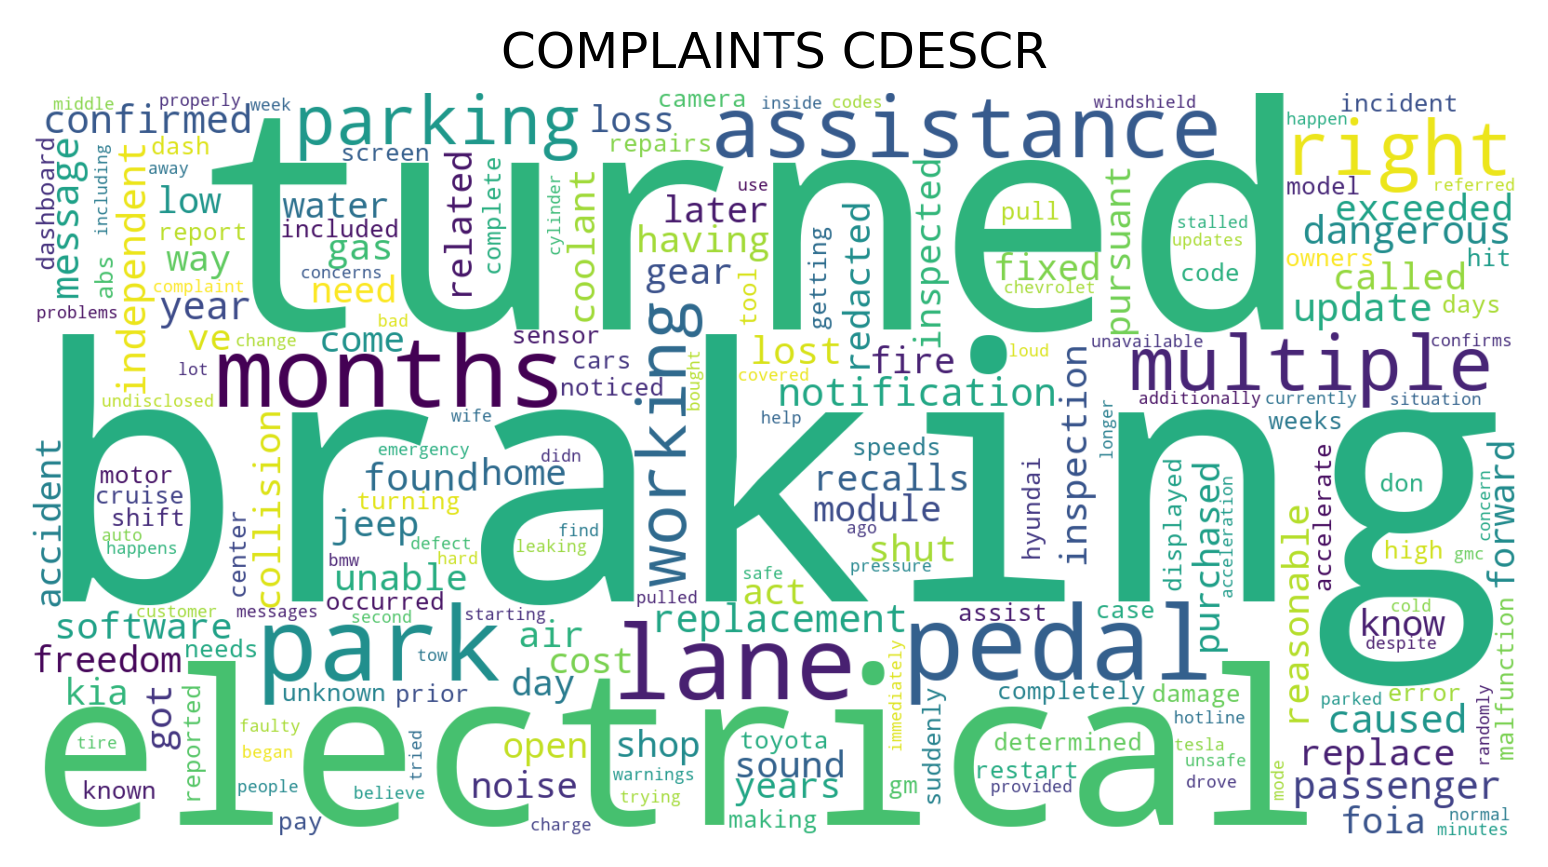 COMPLAINTS CDESCR
middle properly week confirmed parking loss camera inside codes assistance windshield incident
happen right
dashboard message including dash away screen related complete repairs
turned
independent low report way abs concerns complaint problems year
water included gas need bad come change
coolant cylinder use later having gear tool getting redacted inspected
pull fixed chevrolet pursuant stalled updates code
model referred exceeded dangerous owners hit called update days
ve lot undisclosed months sensor cars noticed working bought
lost covered fire loud notification
unavailable confirms multiple additionally currently situation weeks
wife help inspection longer
braking
accident motor cruise shift auto happens collision center
emergency found home didn turning jeep defect hard find leaking bmw unable occurred
speeds recalls module ago shut pressure safe act pulled
hyundai displayed purchased acceleration reasonable accelerate
don high gmc concern forward cold know despite
customer messages second starting replacement assist case
software needs freedom park tow air cost day lane pedal
kia got reported unknown prior immediately suddenly completely damage hotline
parked error caused randomly malfunction
electrical
tire known faulty began people pay tried believe
open noise shop warnings trying charge
toyota sound years making gm
determined restart provided tesla unsafe drove mode
replace passenger foia normal minutes